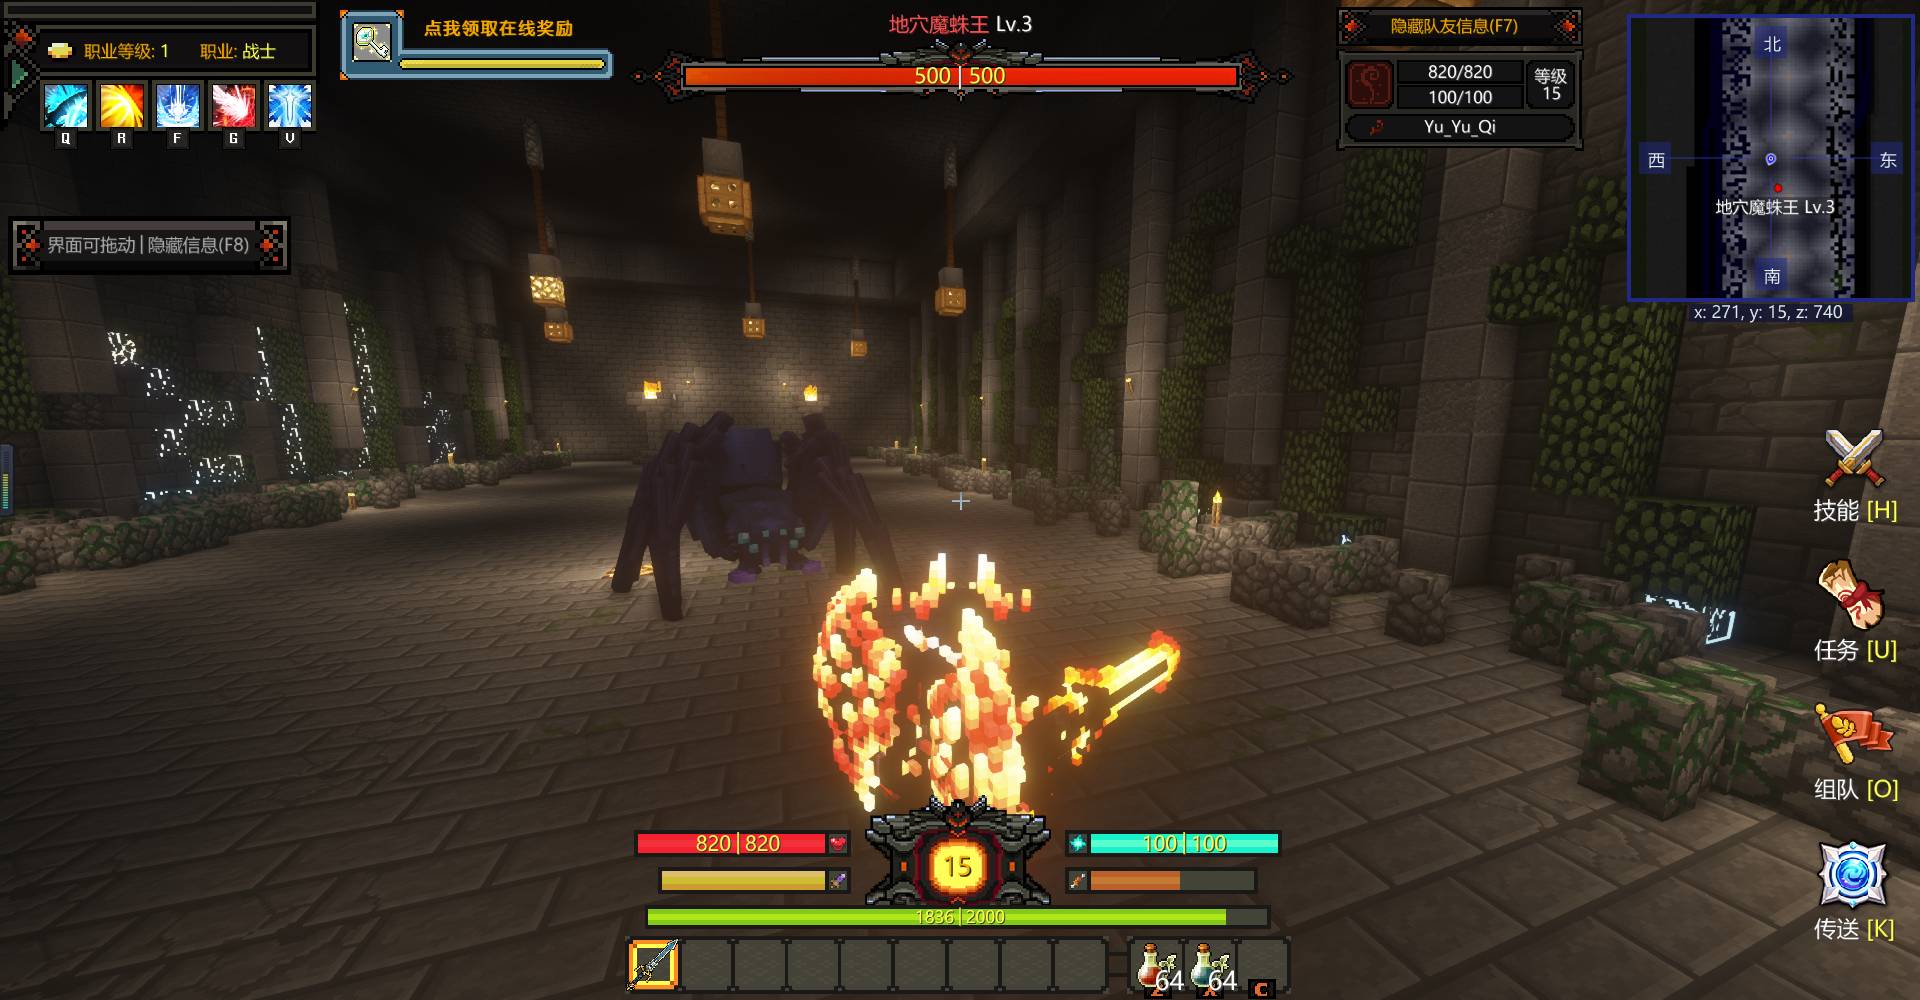 职业等级: 1 职业: 战士
Q R F G V
点我领取在线奖励
地穴魔蛛王 Lv.3
500 500
隐藏队友信息(F7)
820/820
100/100
等级
15
Yu_Yu_Qi
北
西
东
地穴魔蛛王 Lv.3
南
x: 271, y: 15, z: 740
界面可拖动|隐藏信息(F8)
技能 [H]
任务 [U]
组队 [O]
传送 [K]
820|820
15
100|100
1836|2000
64 64
Z X C